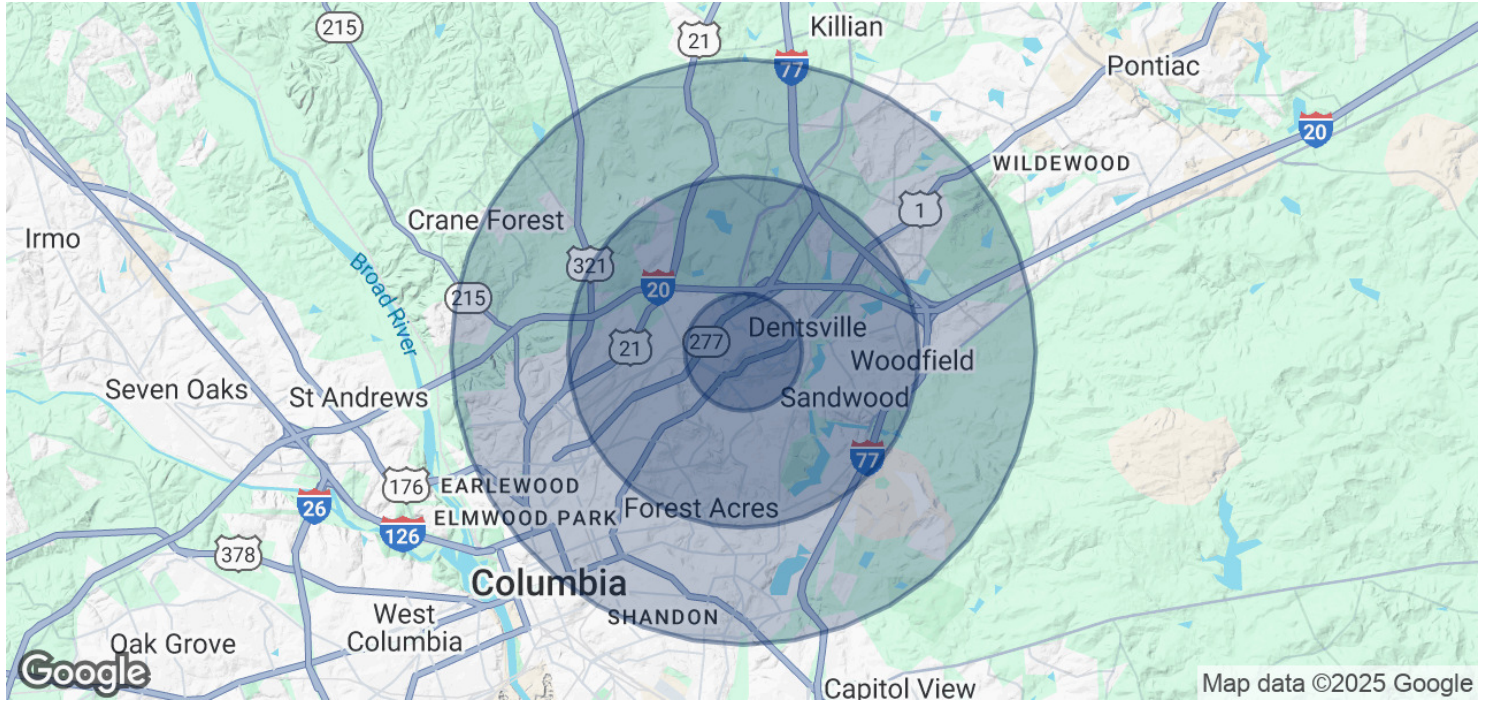 215
21
Killian
77
Pontiac
20
WILDEWOOD
1
Crane Forest
Irmo
321
Broad River
215
20
277
Dentsville
21
Woodfield
Seven Oaks
St Andrews
Sandwood
77
176
EARLEWOOD
26
ELMWOOD PARK
Forest Acres
126
378
Columbia
West
Columbia
SHANDON
Oak Grove
Google
Capitol View
Map data ©2025 Google